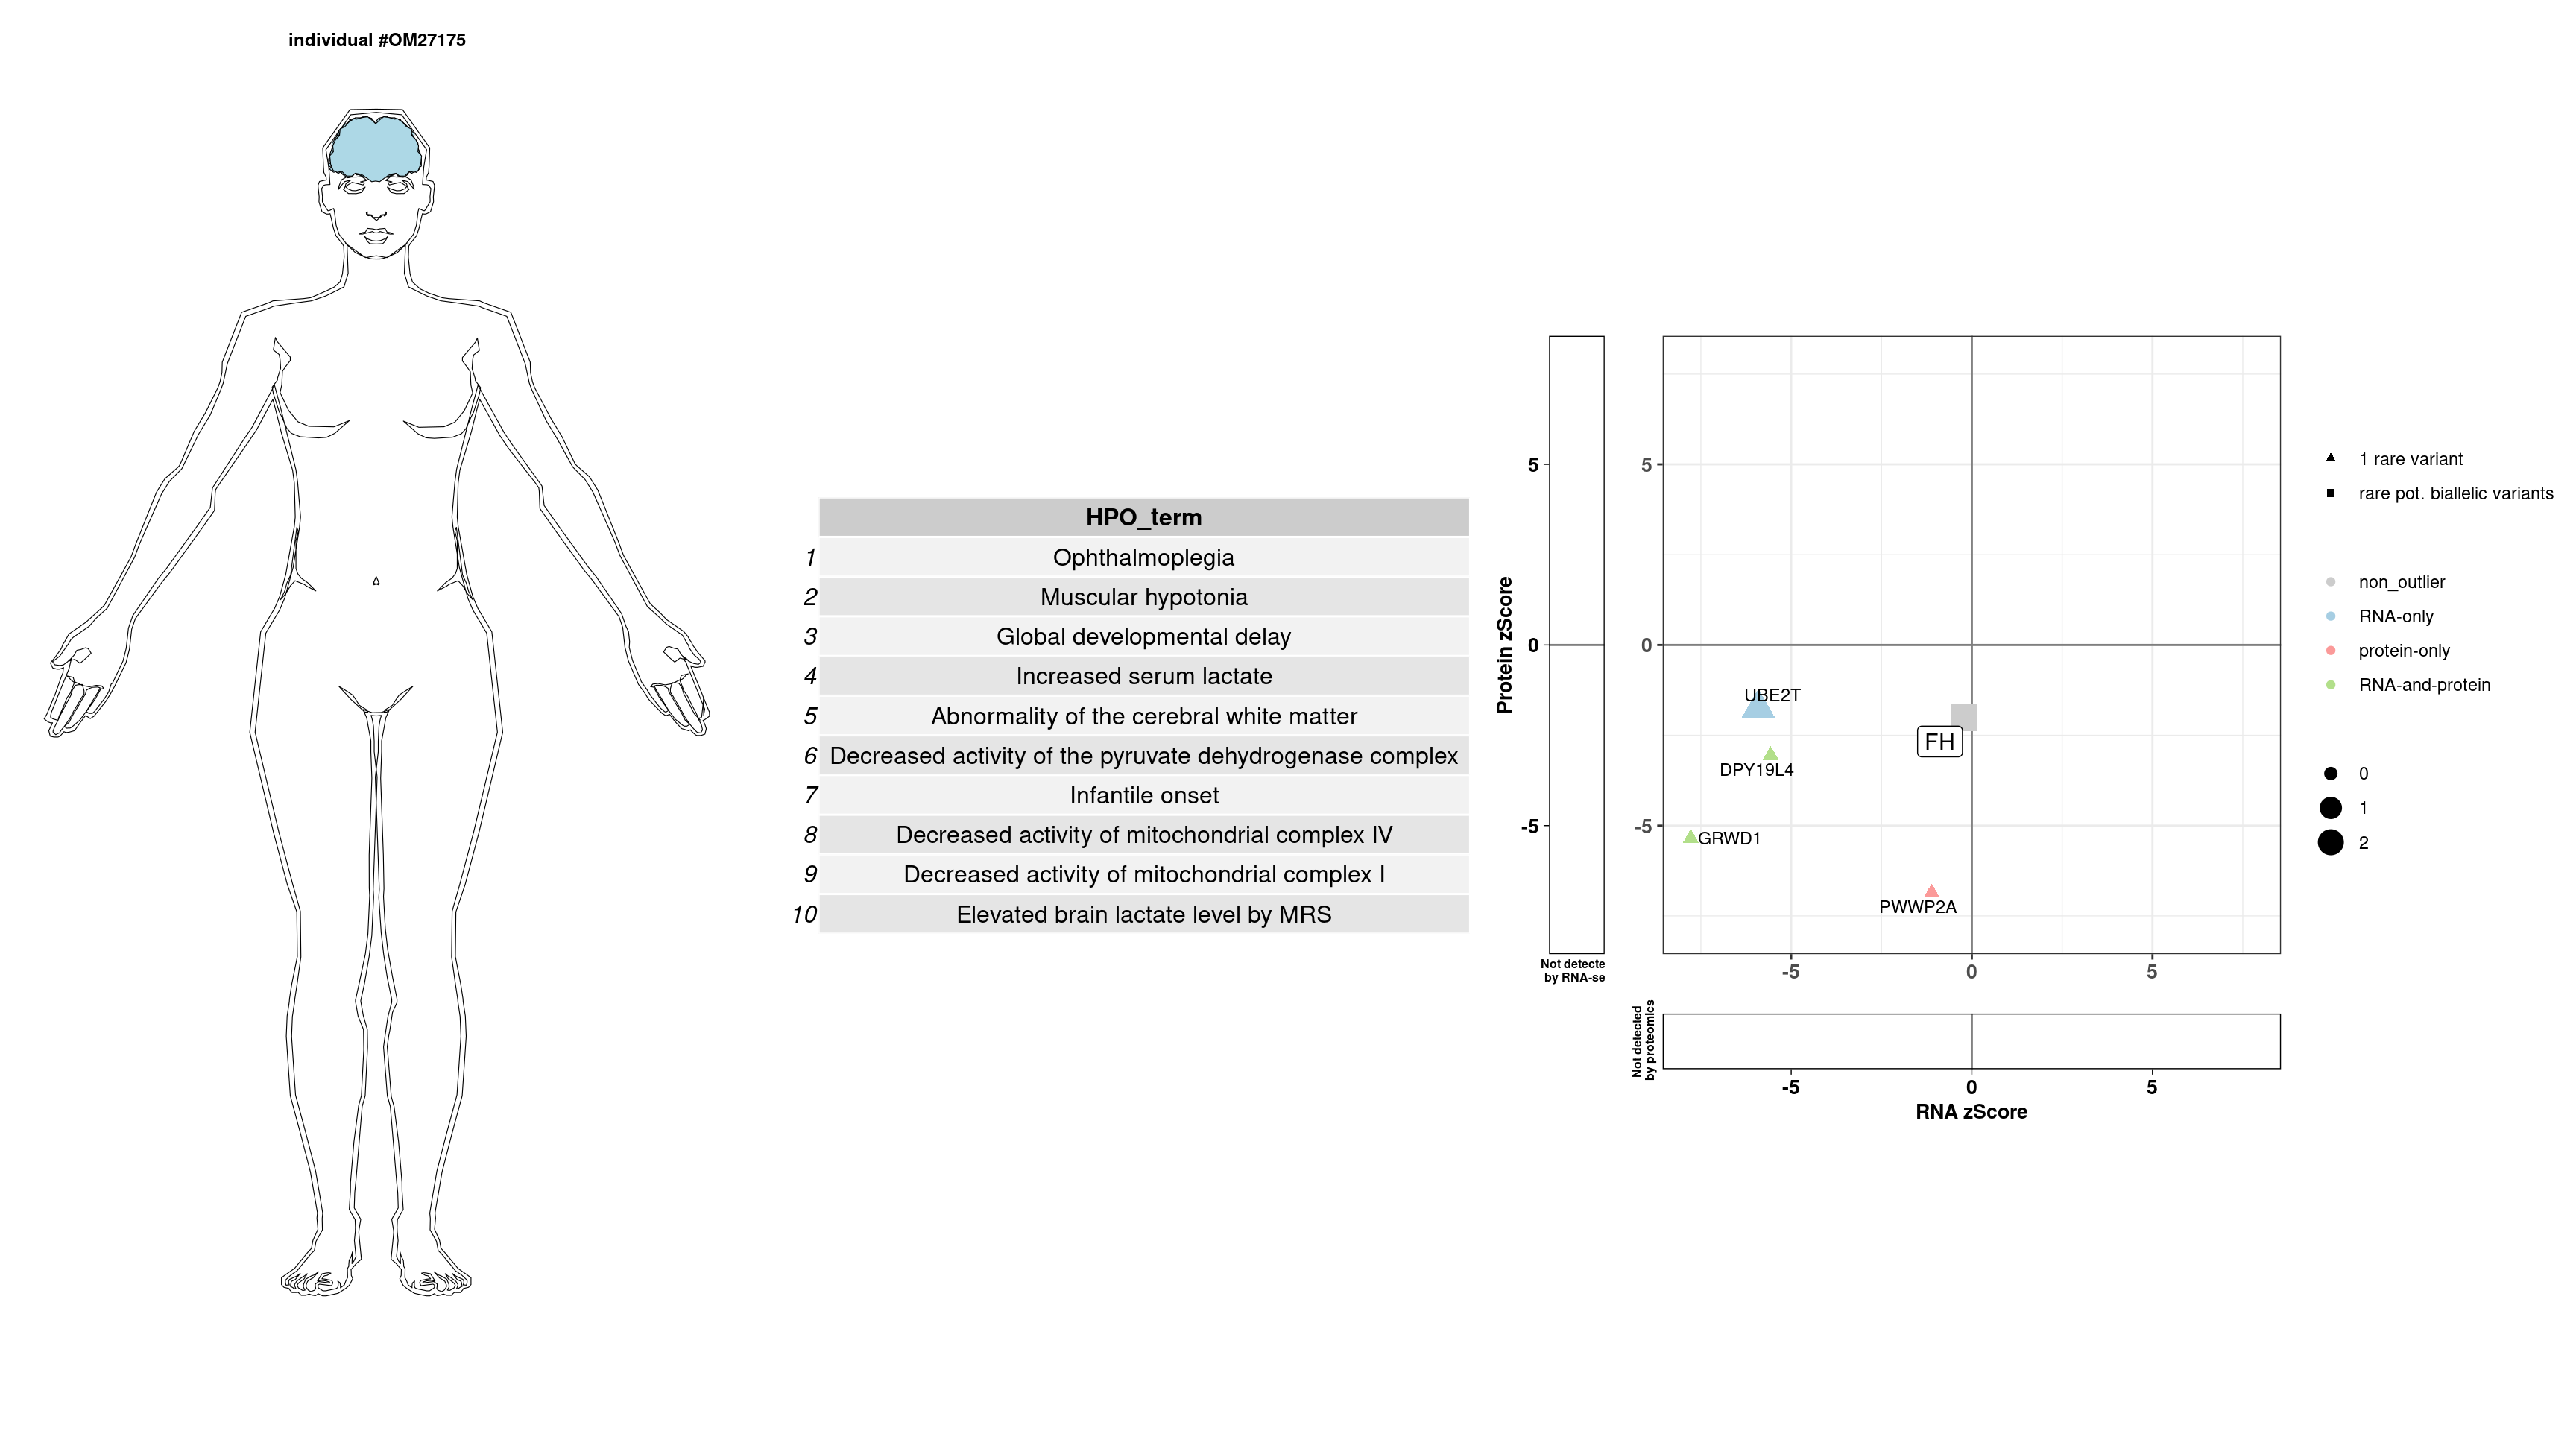 individual #OM27175
HPO_term
1 Ophthalmoplegia
2 Muscular hypotonia
3 Global developmental delay
4 Increased serum lactate
5 Abnormality of the cerebral white matter
6 Decreased activity of the pyruvate dehydrogenase complex
7 Infantile onset
8 Decreased activity of mitochondrial complex IV
9 Decreased activity of mitochondrial complex I
10 Elevated brain lactate level by MRS
Protein zScore
5
0
-5
Not detecte
by RNA-se
5
0
-5
UBE2T
FH
DPY19L4
GRWD1
PWWP2A
-5 0 5
Not detected
by proteomics
-5 0 5
RNA zScore
1 rare variant
rare pot. biallelic variants
non_outlier
RNA-only
protein-only
RNA-and-protein
0
1
2